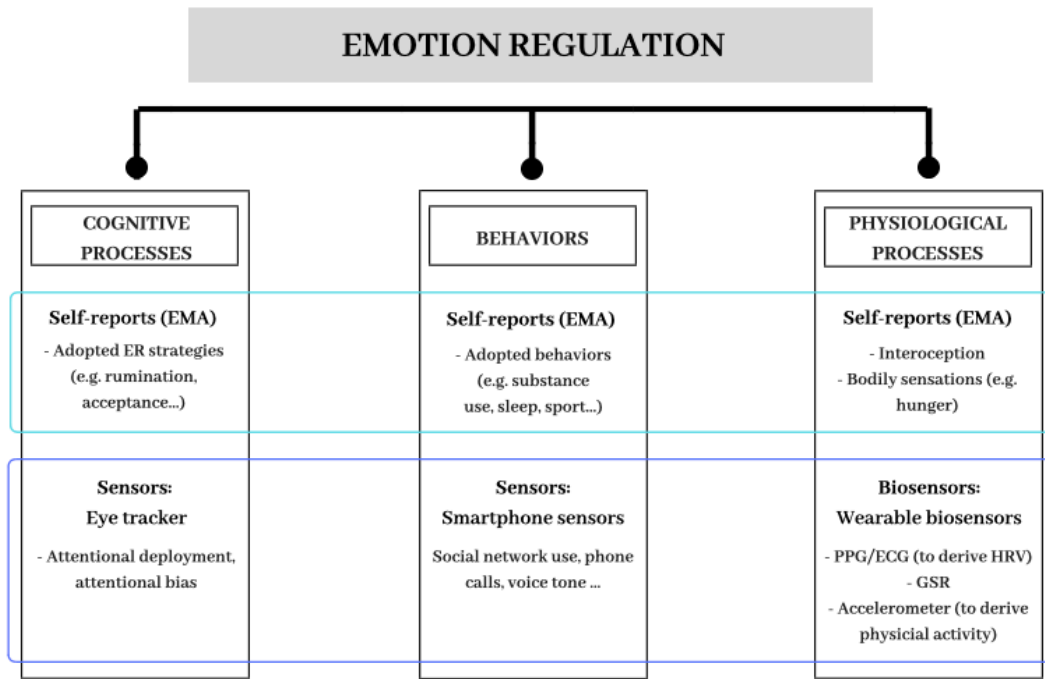 EMOTION REGULATION
COGNITIVE
PROCESSES
Self-reports (EMA)
- Adopted ER strategies
(e.g. rumination,
acceptance...)
Sensors:
Eye tracker
- Attentional deployment,
attentional bias
BEHAVIORS
Self-reports (EMA)
- Adopted behaviors
(e.g. substance
use, sleep, sport...)
Sensors:
Smartphone sensors
Social network use, phone
calls, voice tone ...
PHYSIOLOGICAL
PROCESSES
Self-reports (EMA)
- Interoception
- Bodily sensations (e.g.
hunger)
Biosensors:
Wearable biosensors
- PPG/ECG (to derive HRV)
- GSR
- Accelerometer (to derive
physicial activity)